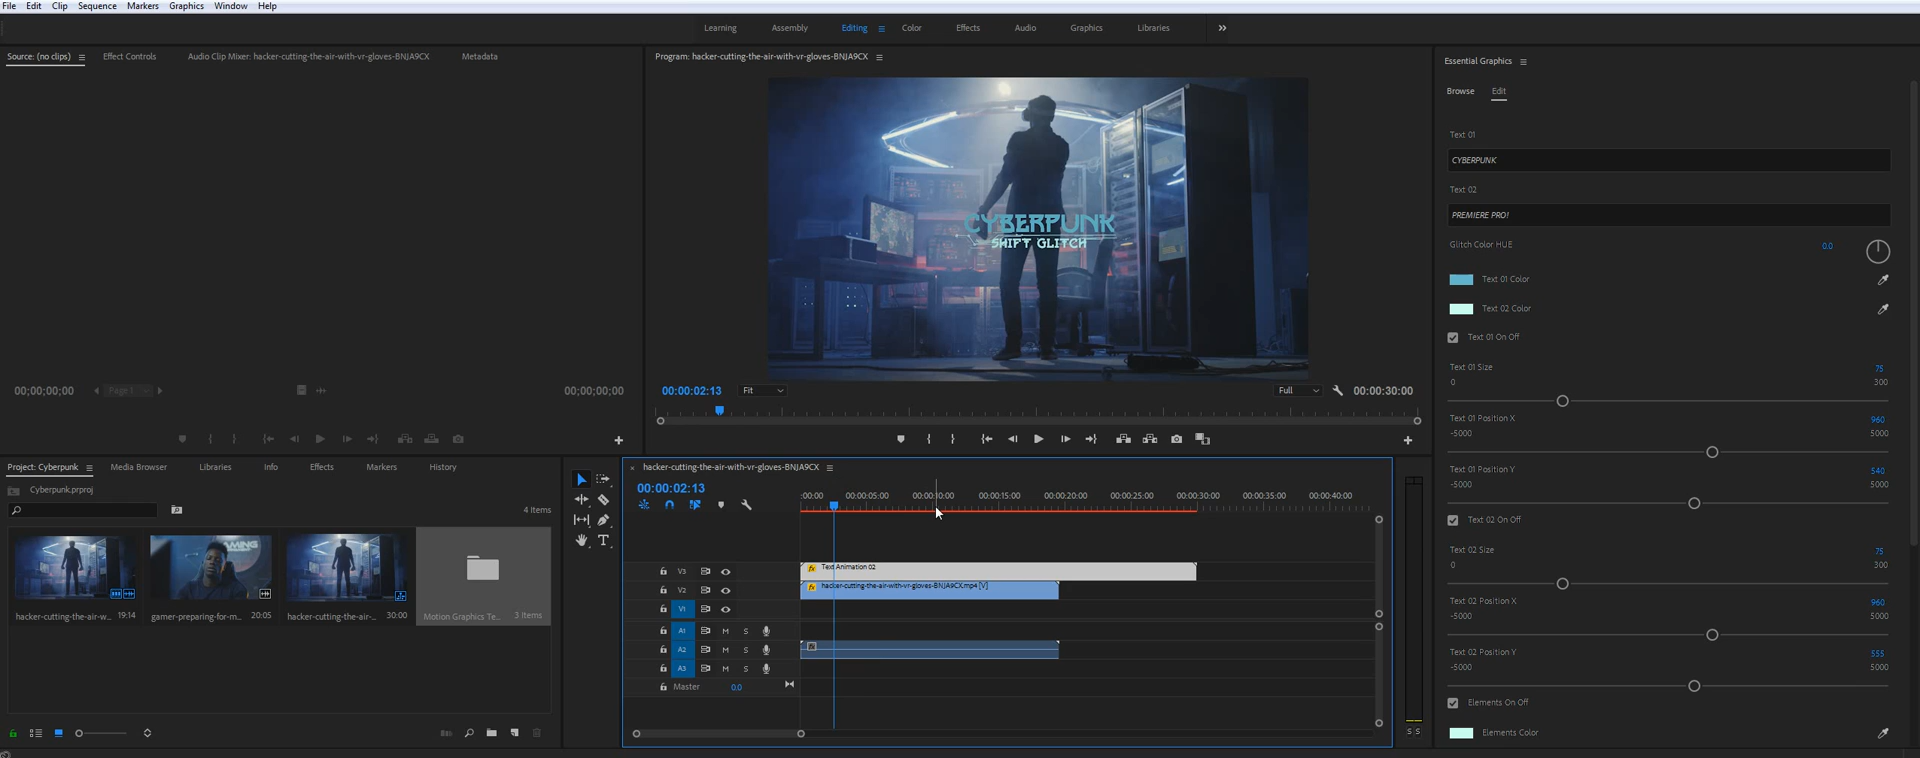 File Edit Clip Sequence Markers Graphics Window Help
Learning Assembly Editing Color Effects Audio Graphics Libraries
Source: (no clips) Effect Controls Audio Clip Mixer: hacker-cutting-the-air-with-vr-gloves-BNJA9CX Metadata
Program: hacker-cutting-the-air-with-vr-gloves-BNJA9CX
CYBERPUNK
SHIFT GLITCH
00;00;00;00 Page 1 00;00;00;00
00:00:02:13 Fit Full 00:00:30:00
Essential Graphics
Browse Edit
Text 01
CYBERPUNK
Text 02
PREMIERE PRO!
Glitch Color HUE 0.0
Text 01 Color
Text 02 Color
Text 01 On Off
Text 01 Size 75
0 300
Text 01 Position X 960
-5000 5000
Text 01 Position Y 540
-5000 5000
Text 02 On Off
Text 02 Size 75
0 300
Text 02 Position X 960
-5000 5000
Text 02 Position Y 555
-5000 5000
Elements On Off
Elements Color
Project: Cyberpunk Media Browser Libraries Info Effects Markers History
Cyberpunk.prproj
4 Items
hacker-cutting-the-air-w... 19:14 gamer-preparing-for-m... 20:05 hacker-cutting-the-air-... 30:00 Motion Graphics Te... 3 Items
hacker-cutting-the-air-with-vr-gloves-BNJA9CX
00:00:02:13
:00:00 00:00:05:00 00:00:10:00 00:00:15:00 00:00:20:00 00:00:25:00 00:00:30:00 00:00:35:00 00:00:40:00
V3 fx Text Animation 02
V2 fx hacker-cutting-the-air-with-vr-gloves-BNJA9CX.mp4 [V]
V1
A1 M S
A2 M S fx
A3 M S
Master 0.0
S S